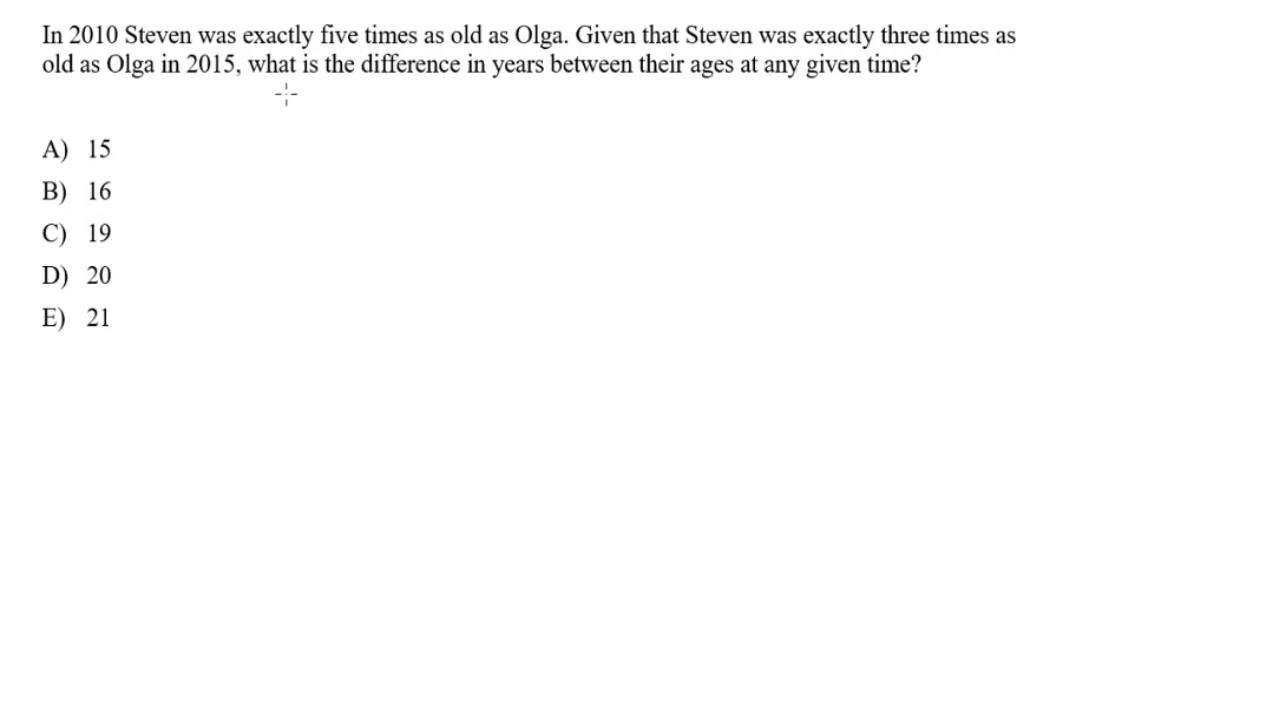 In 2010 Steven was exactly five times as old as Olga. Given that Steven was exactly three times as
old as Olga in 2015, what is the difference in years between their ages at any given time?
A) 15
B) 16
C) 19
D) 20
E) 21